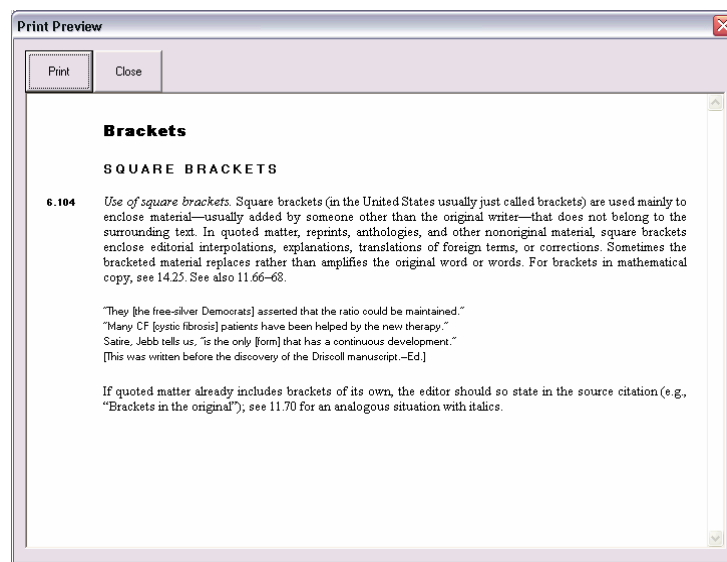 Print Preview
Print Close
Brackets
SQUARE BRACKETS
6.104 Use of square brackets. Square brackets (in the United States usually just called brackets) are used mainly to
enclose material—usually added by someone other than the original writer—that does not belong to the
surrounding text. In quoted matter, reprints, anthologies, and other nonoriginal material, square brackets
enclose editorial interpolations, explanations, translations of foreign terms, or corrections. Sometimes the
bracketed material replaces rather than amplifies the original word or words. For brackets in mathematical
copy, see 14.25. See also 11.66–68.
"They [the free-silver Democrats] asserted that the ratio could be maintained."
"Many CF [cystic fibrosis] patients have been helped by the new therapy."
Satire, Jebb tells us, "is the only [form] that has a continuous development."
[This was written before the discovery of the Driscoll manuscript.—Ed.]
If quoted matter already includes brackets of its own, the editor should so state in the source citation (e.g.,
“Brackets in the original”); see 11.70 for an analogous situation with italics.